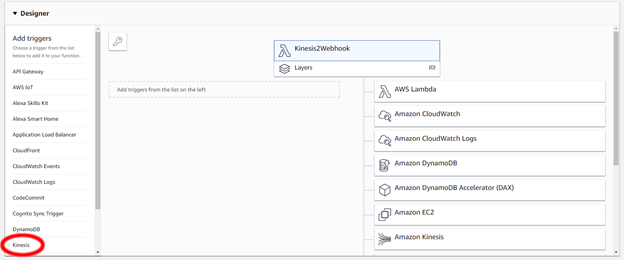 Designer
Add triggers
Choose a trigger from the list
below to add it to your function.
API Gateway
AWS IoT
Alexa Skills Kit
Alexa Smart Home
Application Load Balancer
CloudFront
CloudWatch Events
CloudWatch Logs
CodeCommit
Cognito Sync Trigger
DynamoDB
Kinesis
Kinesis2Webhook
Layers (0)
Add triggers from the list on the left
AWS Lambda
Amazon CloudWatch
Amazon CloudWatch Logs
Amazon DynamoDB
Amazon DynamoDB Accelerator (DAX)
Amazon EC2
Amazon Kinesis